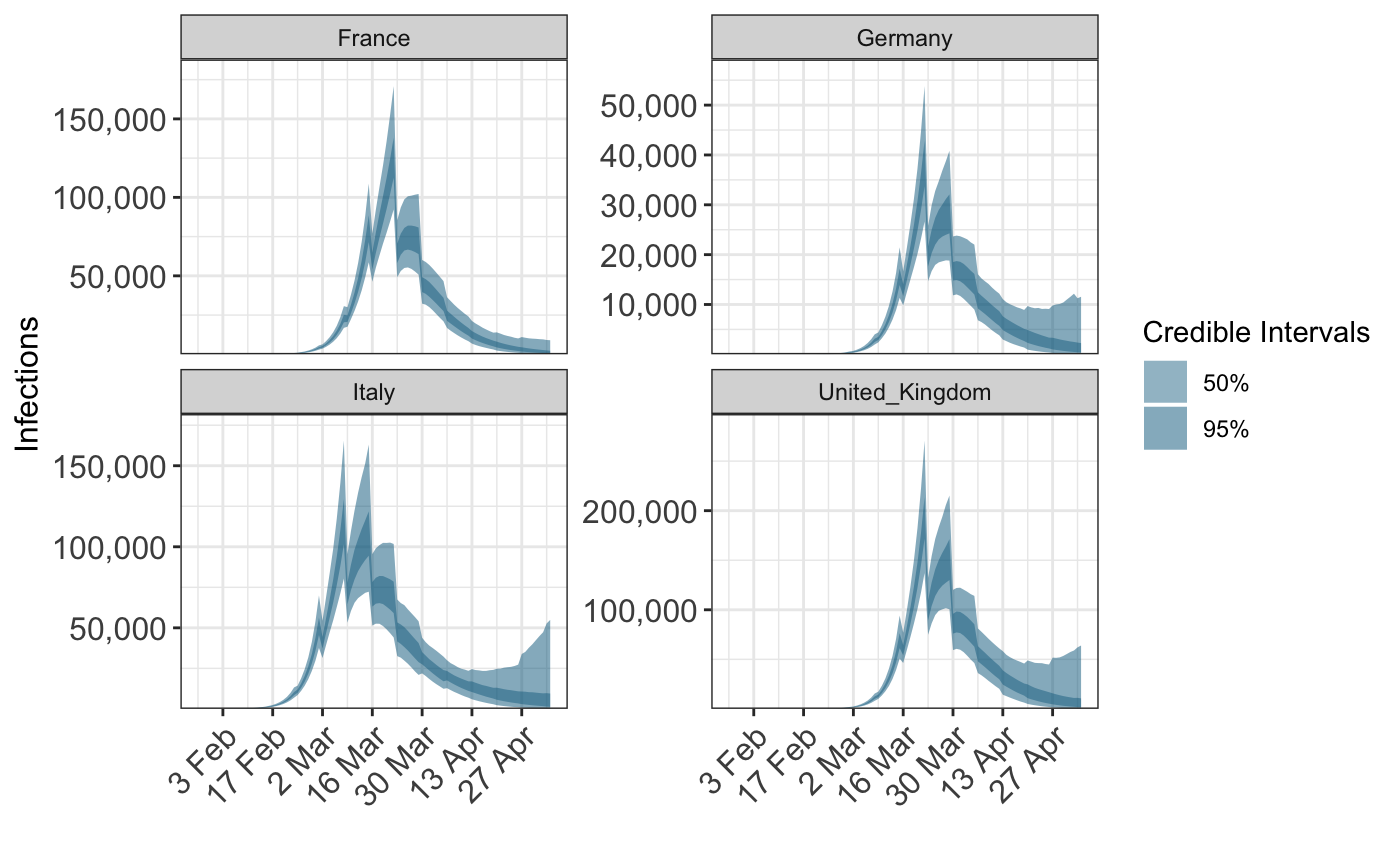 France
Germany
150,000
100,000
50,000
50,000
40,000
30,000
20,000
10,000
Infections
Italy
United_Kingdom
150,000
100,000
50,000
200,000
100,000
3 Feb
17 Feb
2 Mar
16 Mar
30 Mar
13 Apr
27 Apr
3 Feb
17 Feb
2 Mar
16 Mar
30 Mar
13 Apr
27 Apr
Credible Intervals
50%
95%